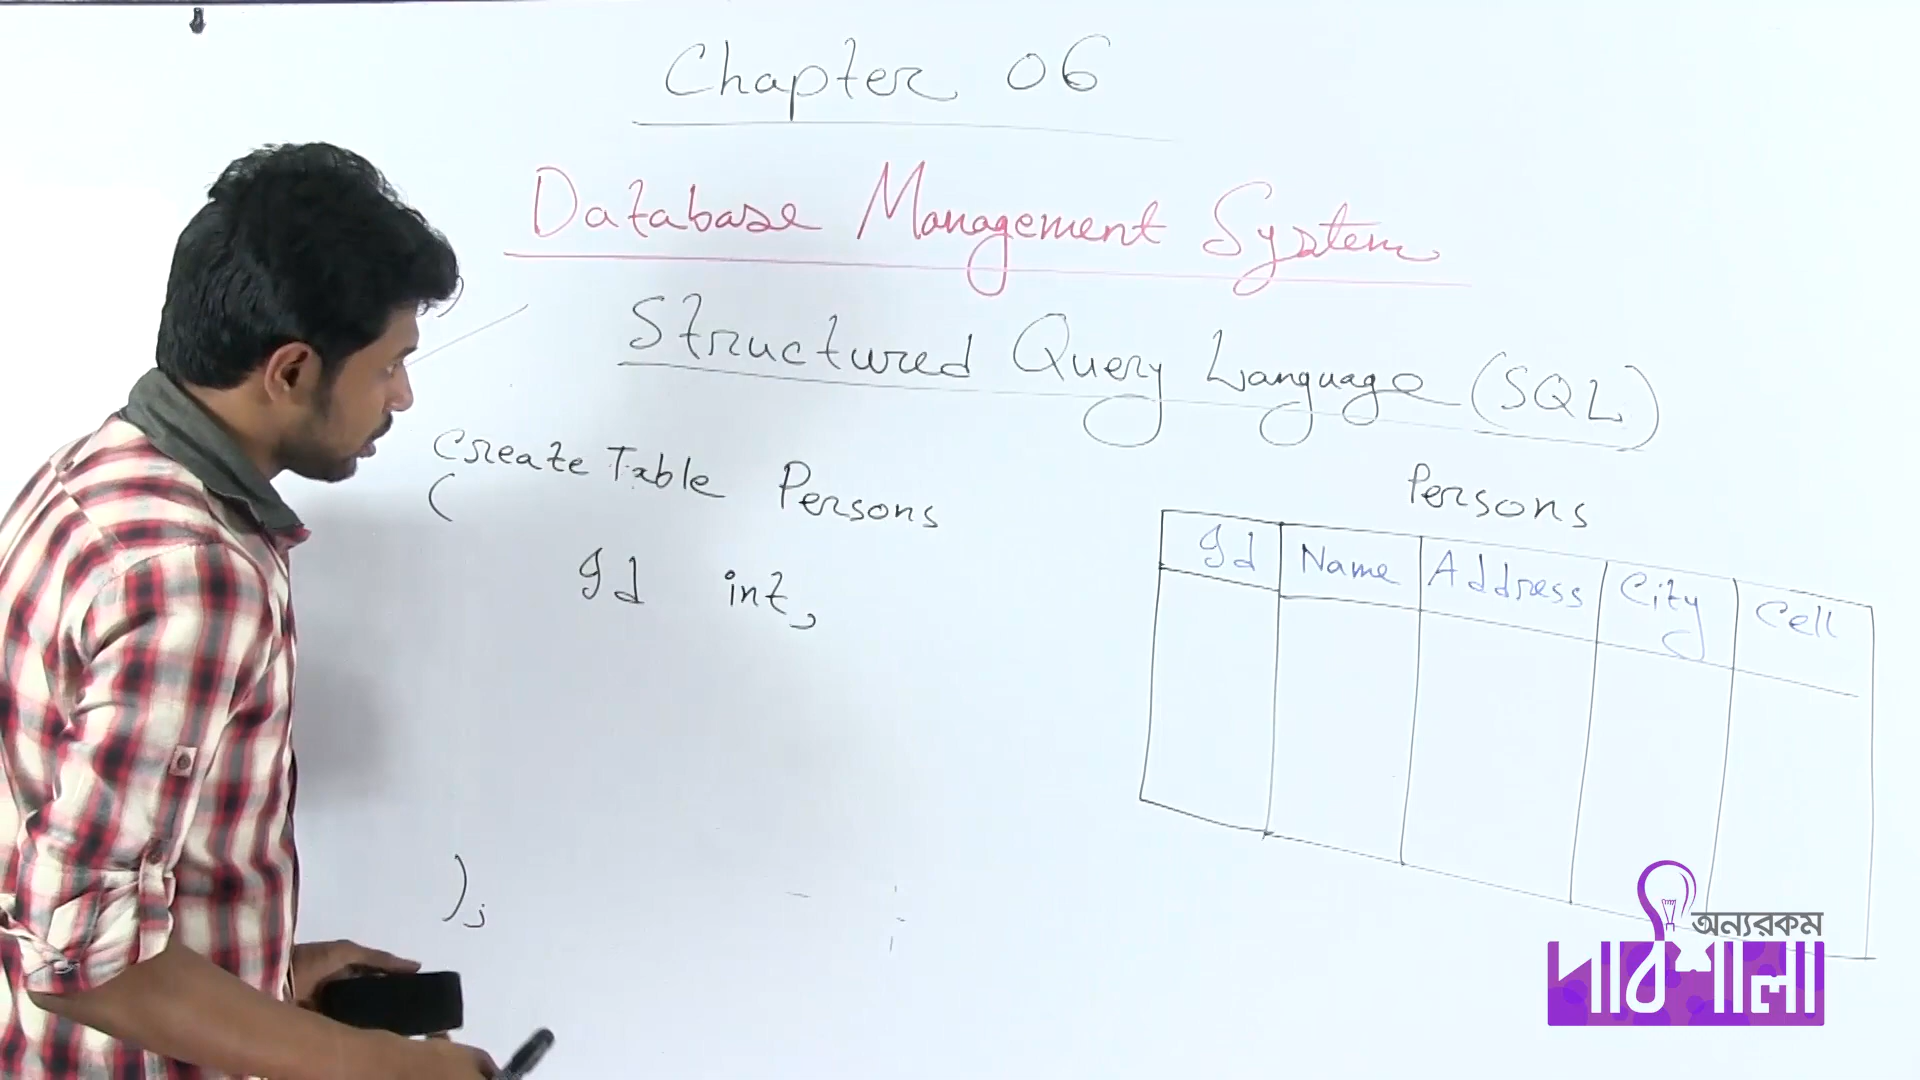 Chapter 06
Database Management System
Structured Query Language (SQL)
Create Table Persons
(
Id int,
);
Persons
Id Name Address City Cell
অন্যরকম
পাঠশালা